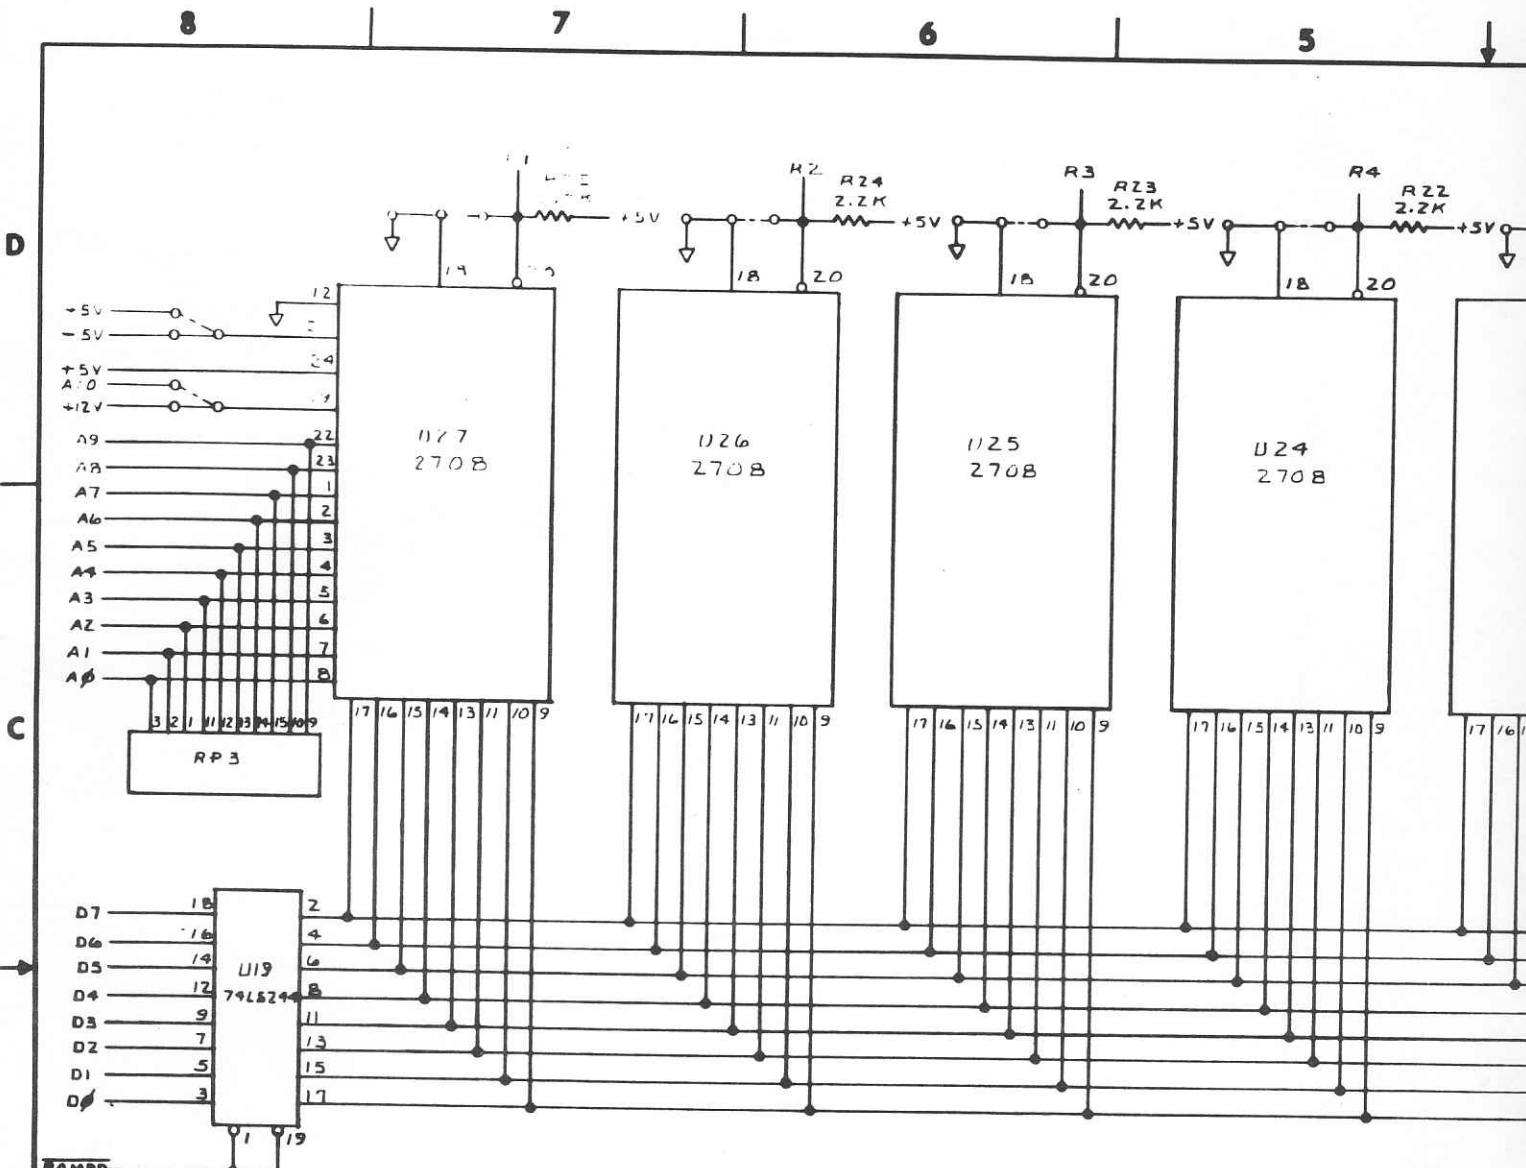 8 7 6 5
D
R2 R24 2.2K +5V
R3 R23 2.2K +5V
R4 R22 2.2K +5V
+5V
18 20
18 20
18 20
12
-5V
24
+5V
+12V
A9 22
A8 23
A7 1
A6 2
A5 3
A4 4
A3 5
A2 6
A1 7
AØ 8
U27
2708
U26
2708
U25
2708
U24
2708
C
3 2 1 11 12 13 14 15 10 9
RP3
17 16 15 14 13 11 10 9
17 16 15 14 13 11 10 9
17 16 15 14 13 11 10 9
17 16 15 14 13 11 10 9
17 16
D7 18 2
D6 16 4
D5 14 6
D4 12 8
D3 9 11
D2 7 13
D1 5 15
DØ 3 17
U19
74LS244
1 19